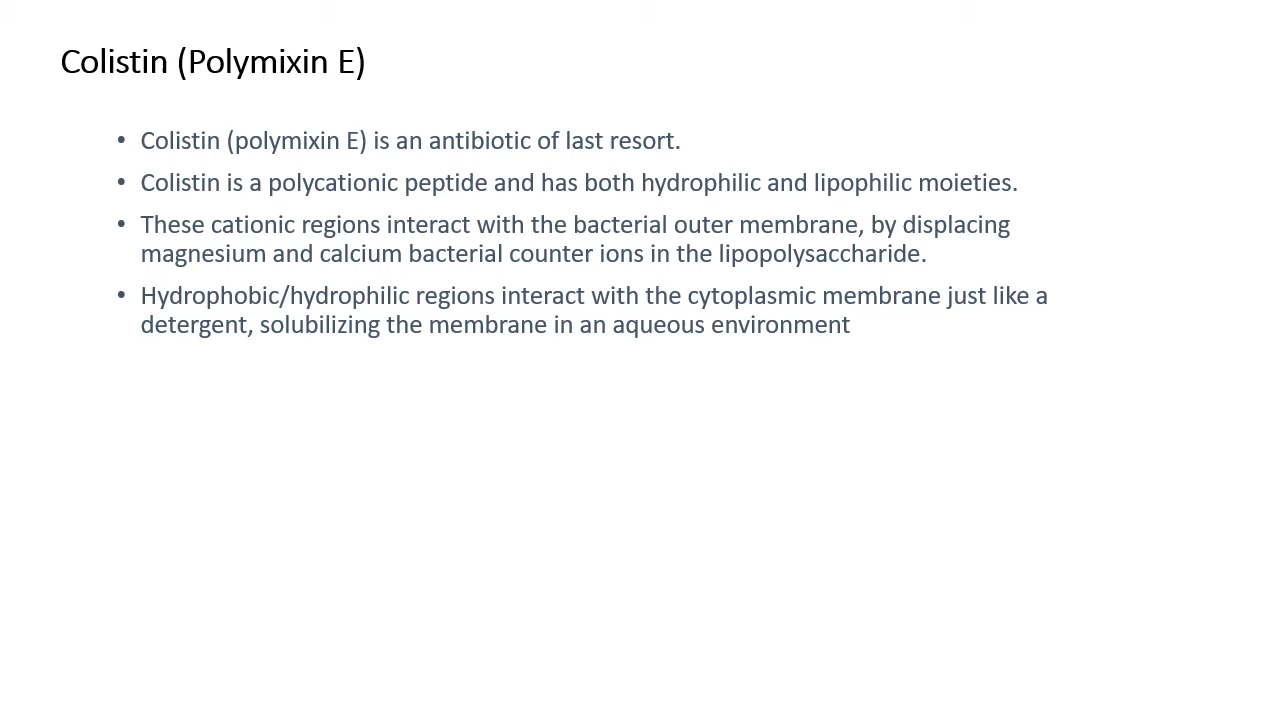 Colistin (Polymixin E)
• Colistin (polymixin E) is an antibiotic of last resort.
• Colistin is a polycationic peptide and has both hydrophilic and lipophilic moieties.
• These cationic regions interact with the bacterial outer membrane, by displacing
magnesium and calcium bacterial counter ions in the lipopolysaccharide.
• Hydrophobic/hydrophilic regions interact with the cytoplasmic membrane just like a
detergent, solubilizing the membrane in an aqueous environment